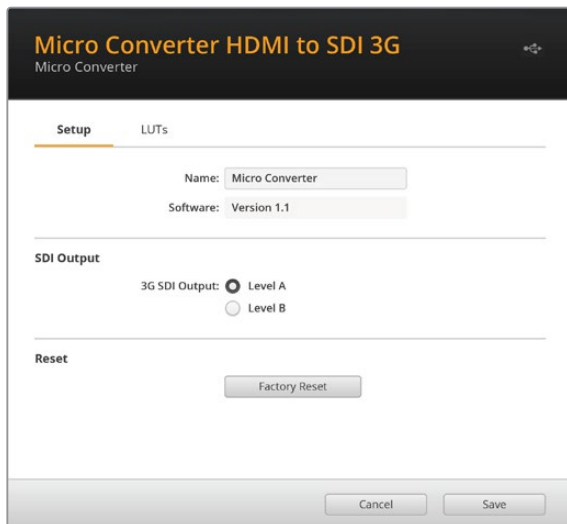 Micro Converter HDMI to SDI 3G
Micro Converter
Setup LUTs
Name: Micro Converter
Software: Version 1.1
SDI Output
3G SDI Output: Level A
Level B
Reset
Factory Reset
Cancel Save